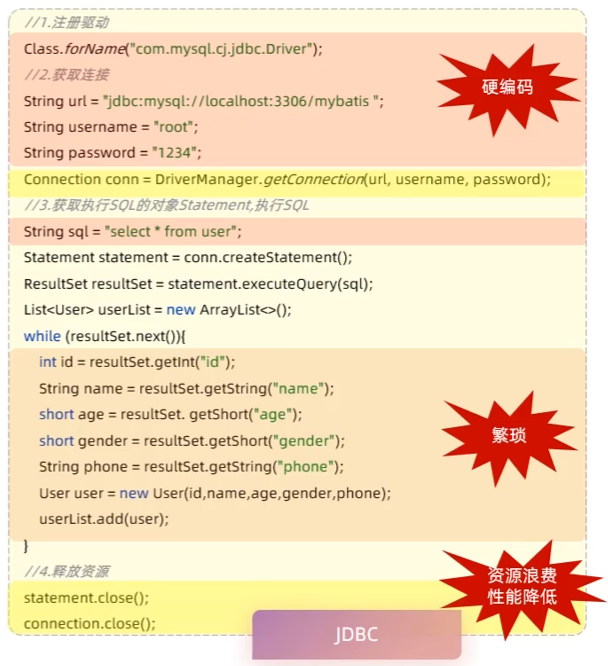 //1.注册驱动
Class.forName("com.mysql.cj.jdbc.Driver");
//2.获取连接
String url = "jdbc:mysql://localhost:3306/mybatis ";
String username = "root";
String password = "1234";
硬编码
Connection conn = DriverManager.getConnection(url, username, password);
//3.获取执行SQL的对象Statement,执行SQL
String sql = "select * from user";
Statement statement = conn.createStatement();
ResultSet resultSet = statement.executeQuery(sql);
List<User> userList = new ArrayList<>();
while (resultSet.next()){
int id = resultSet.getInt("id");
String name = resultSet.getString("name");
short age = resultSet. getShort("age");
short gender = resultSet.getShort("gender");
String phone = resultSet.getString("phone");
User user = new User(id,name,age,gender,phone);
userList.add(user);
繁琐
}
//4.释放资源
statement.close();
connection.close();
资源浪费
性能降低
JDBC